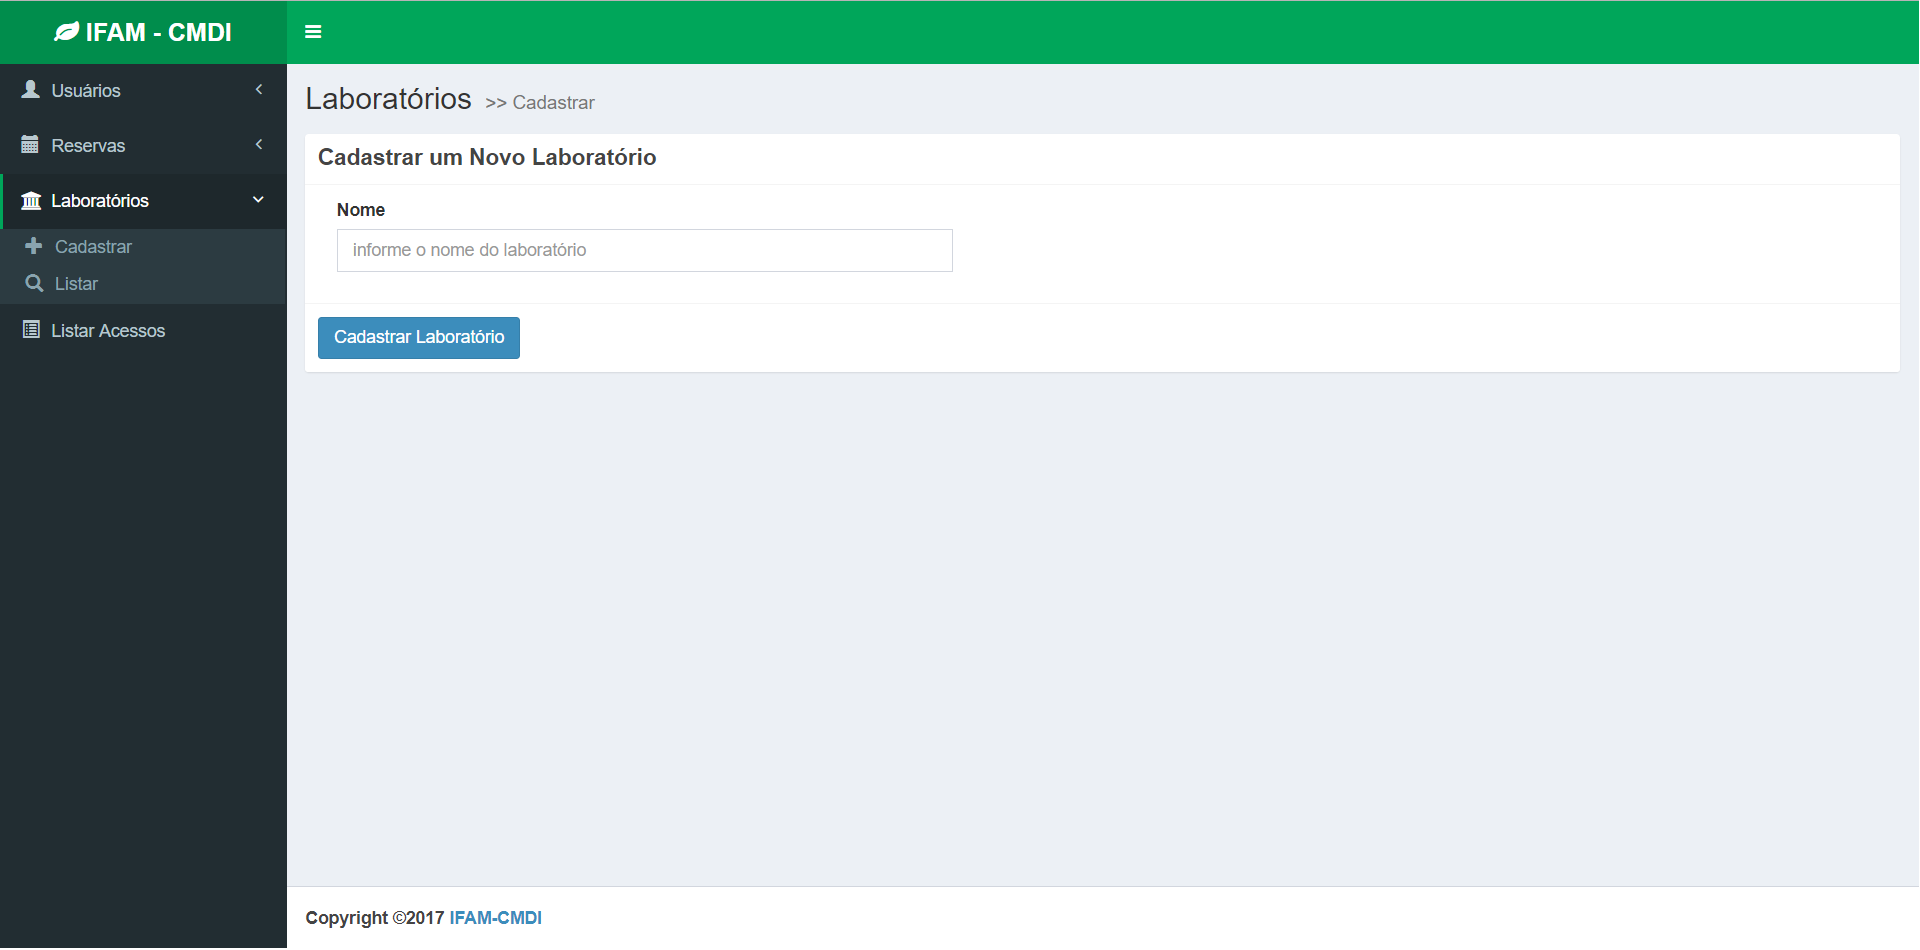 IFAM - CMDI
Usuários
Reservas
Laboratórios
Cadastrar
Listar
Listar Acessos
Laboratórios >> Cadastrar
Cadastrar um Novo Laboratório
Nome
informe o nome do laboratório
Cadastrar Laboratório
Copyright ©2017 IFAM-CMDI